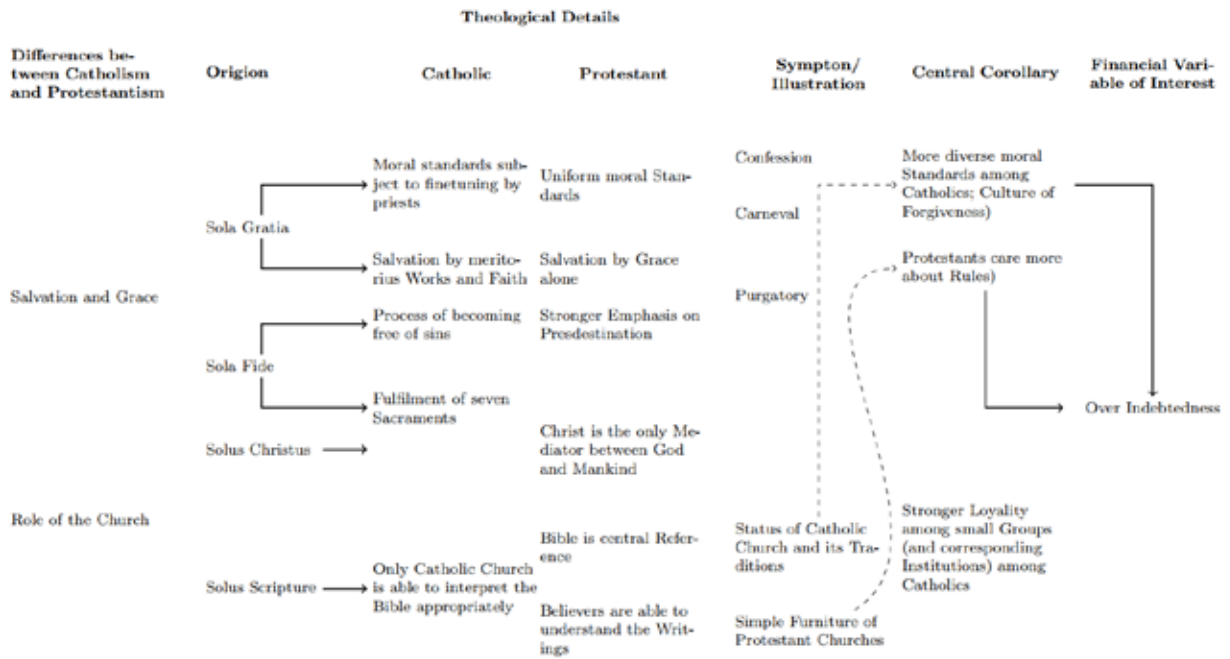 Theological Details
Differences be-
tween Catholism
and Protestantism
Origion
Catholic
Protestant
Sympton/
Illustration
Central Corollary
Financial Vari-
able of Interest
Salvation and Grace
Sola Gratia
Moral standards sub-
ject to finetuning by
priests
Uniform moral Stan-
dards
Confession
More diverse moral
Standards among
Catholics; Culture of
Forgiveness)
Carneval
Salvation by merito-
rius Works and Faith
Salvation by Grace
alone
Protestants care more
about Rules)
Purgatory
Sola Fide
Process of becoming
free of sins
Stronger Emphasis on
Presdestination
Fulfilment of seven
Sacraments
Over Indebtedness
Solus Christus
Christ is the only Me-
diator between God
and Mankind
Role of the Church
Solus Scripture
Only Catholic Church
is able to interpret the
Bible appropriately
Bible is central Refer-
ence
Believers are able to
understand the Writ-
ings
Status of Catholic
Church and its Tra-
ditions
Simple Furniture of
Protestant Churches
Stronger Loyality
among small Groups
(and corresponding
Institutions) among
Catholics